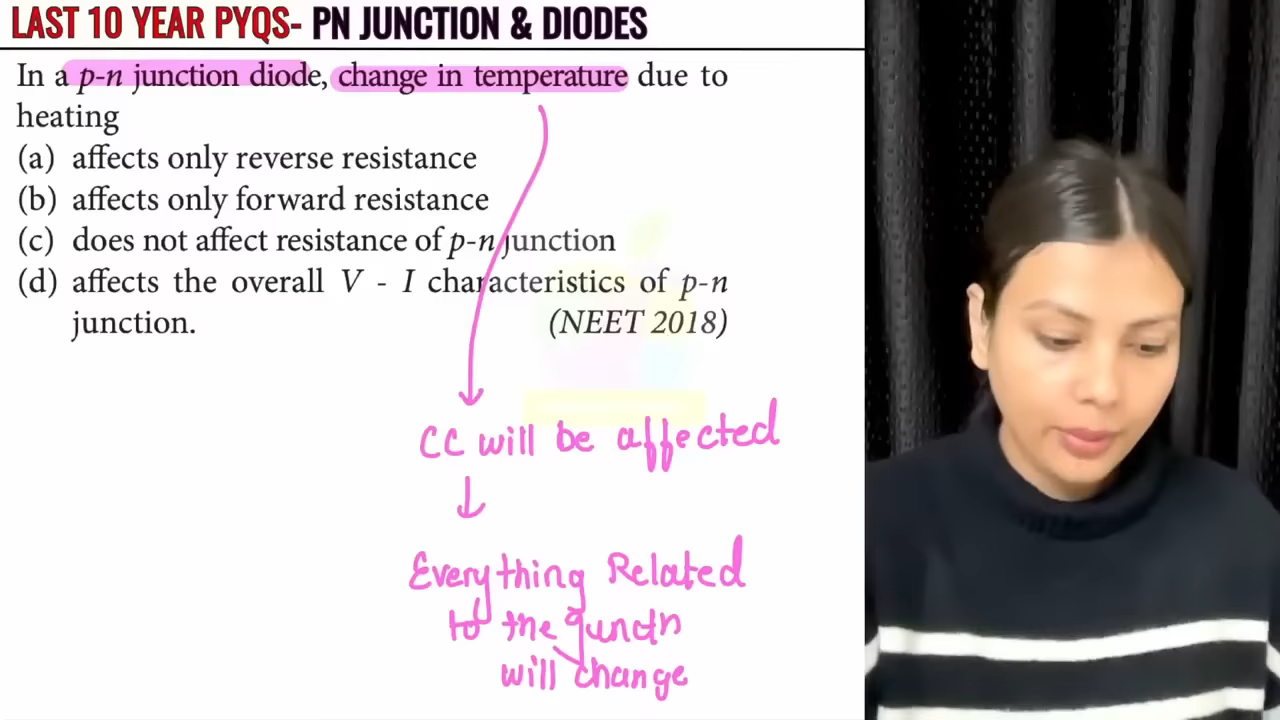 LAST 10 YEAR PYQS- PN JUNCTION & DIODES
In a p-n junction diode, change in temperature due to
heating
(a) affects only reverse resistance
(b) affects only forward resistance
(c) does not affect resistance of p-n junction
(d) affects the overall V - I characteristics of p-n
junction. (NEET 2018)
CC will be affected
Everything Related
to the junctn
will change